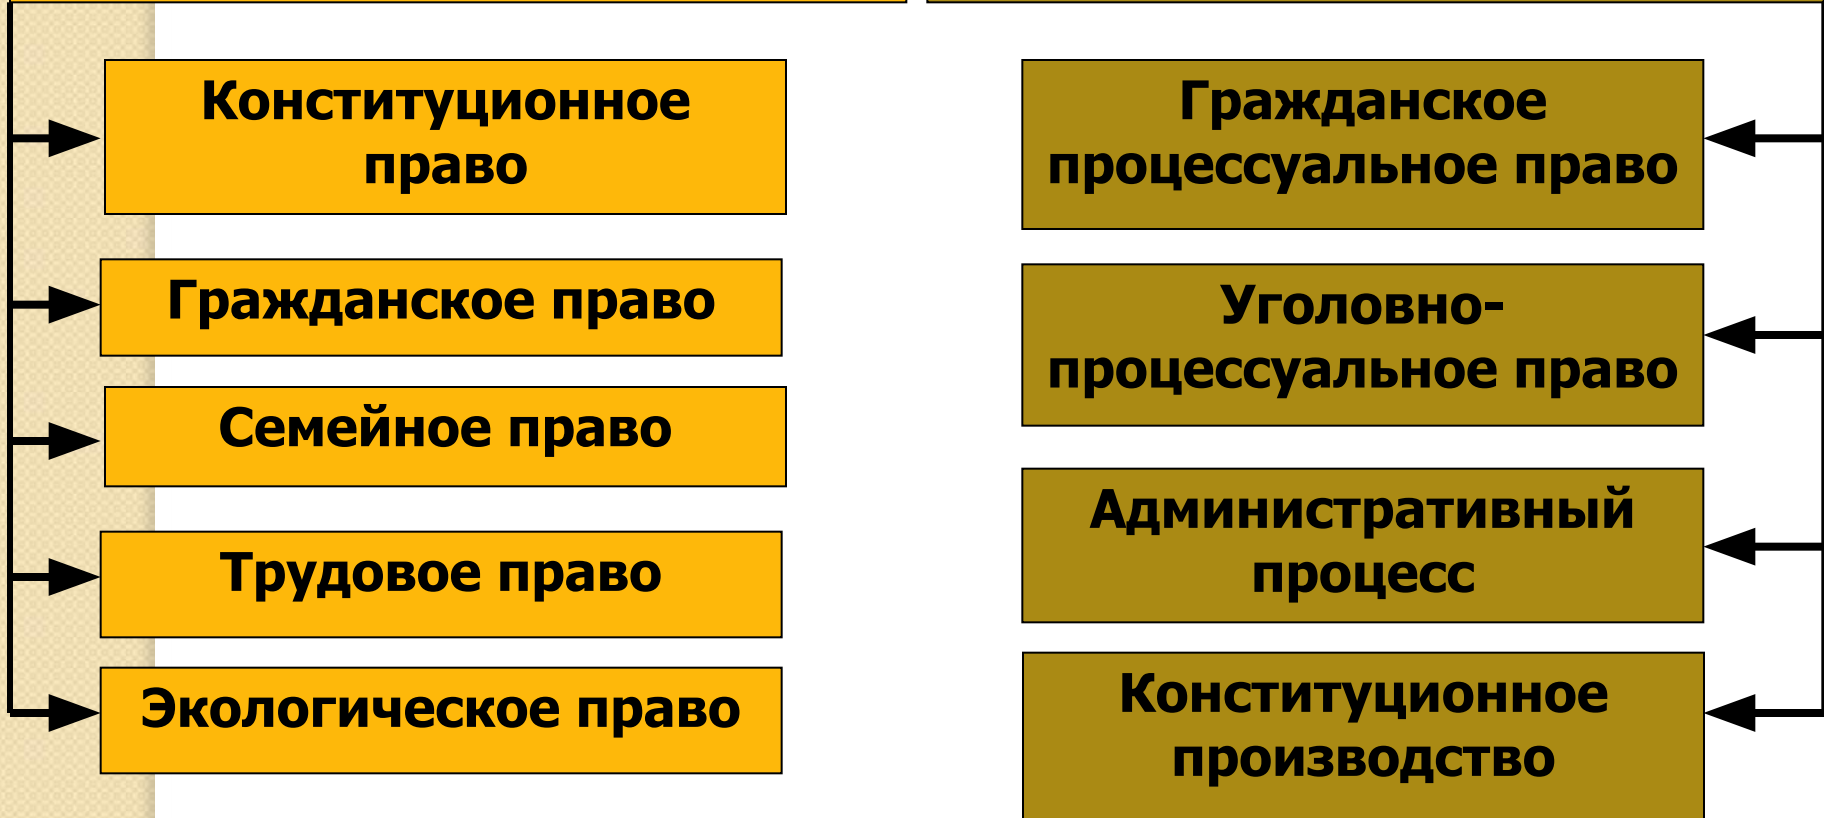 Конституционное
право
Гражданское право
Семейное право
Трудовое право
Экологическое право
Гражданское
процессуальное право
Уголовно-
процессуальное право
Административный
процесс
Конституционное
производство